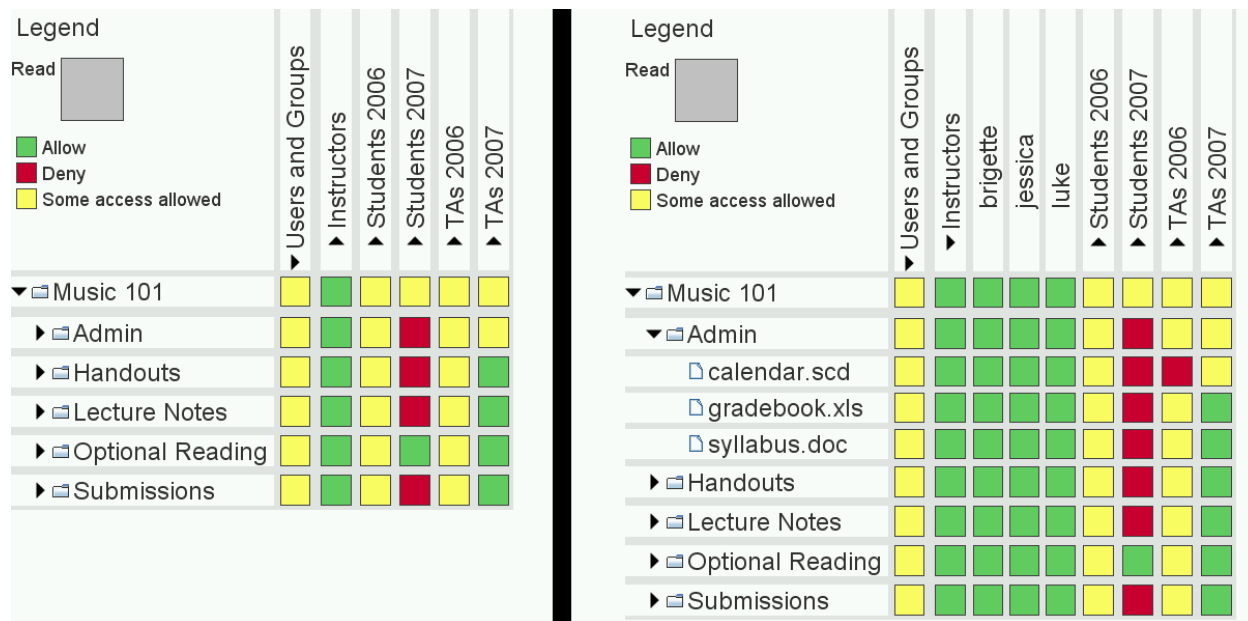 Legend
Read
Allow
Deny
Some access allowed
Users and Groups
Instructors
Students 2006
Students 2007
TAs 2006
TAs 2007
Music 101
Admin
Handouts
Lecture Notes
Optional Reading
Submissions
Legend
Read
Allow
Deny
Some access allowed
Users and Groups
Instructors
brigette
jessica
luke
Students 2006
Students 2007
TAs 2006
TAs 2007
Music 101
Admin
calendar.scd
gradebook.xls
syllabus.doc
Handouts
Lecture Notes
Optional Reading
Submissions